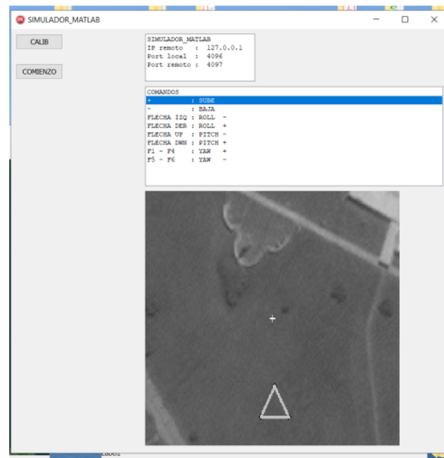 SIMULADOR_MATLAB
CALIB
COMIENZO
SIMULADOR_MATLAB
IP remoto : 127.0.0.1
Port local : 4096
Port remoto : 4097
COMANDOS
+ : SUBE
- : BAJA
FLECHA IZQ : ROLL -
FLECHA DER : ROLL +
FLECHA UP : PITCH -
FLECHA DWN : PITCH +
F1 - F4 : YAW +
F5 - F6 : YAW -